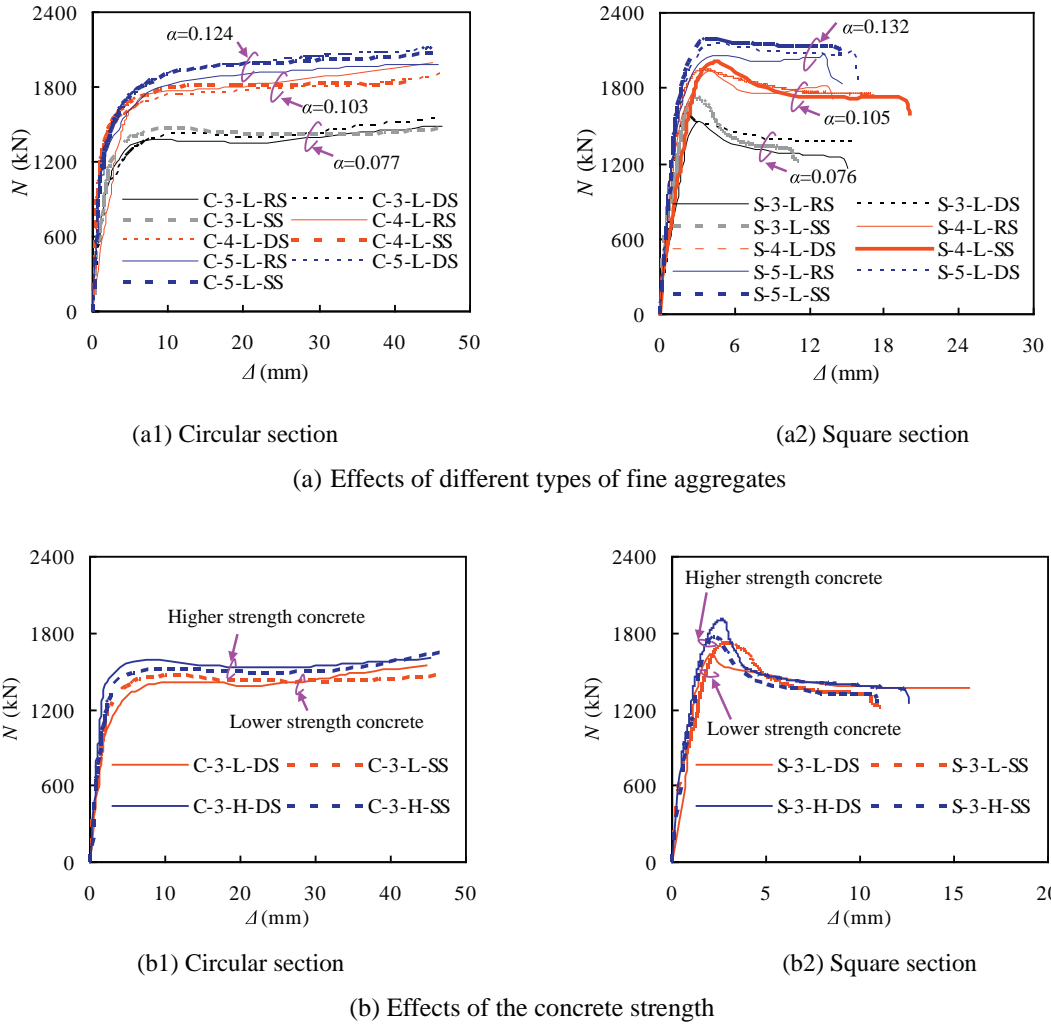 2400
1800
1200
600
0
N (kN)
α=0.124
α=0.103
α=0.077
C-3-L-RS C-3-L-DS
C-3-L-SS C-4-L-RS
C-4-L-DS C-4-L-SS
C-5-L-RS C-5-L-DS
C-5-L-SS
0 10 20 30 40 50
Δ (mm)
(a1) Circular section
2400
1800
1200
600
0
N (kN)
α=0.132
α=0.105
α=0.076
S-3-L-RS S-3-L-DS
S-3-L-SS S-4-L-RS
S-4-L-DS S-4-L-SS
S-5-L-RS S-5-L-DS
S-5-L-SS
0 6 12 18 24 30
Δ (mm)
(a2) Square section
(a) Effects of different types of fine aggregates
2400
1800
1200
600
0
N (kN)
Higher strength concrete
Lower strength concrete
C-3-L-DS C-3-L-SS
C-3-H-DS C-3-H-SS
0 10 20 30 40 50
Δ (mm)
(b1) Circular section
2400
1800
1200
600
0
N (kN)
Higher strength concrete
Lower strength concrete
S-3-L-DS S-3-L-SS
S-3-H-DS S-3-H-SS
0 5 10 15 20
Δ (mm)
(b2) Square section
(b) Effects of the concrete strength